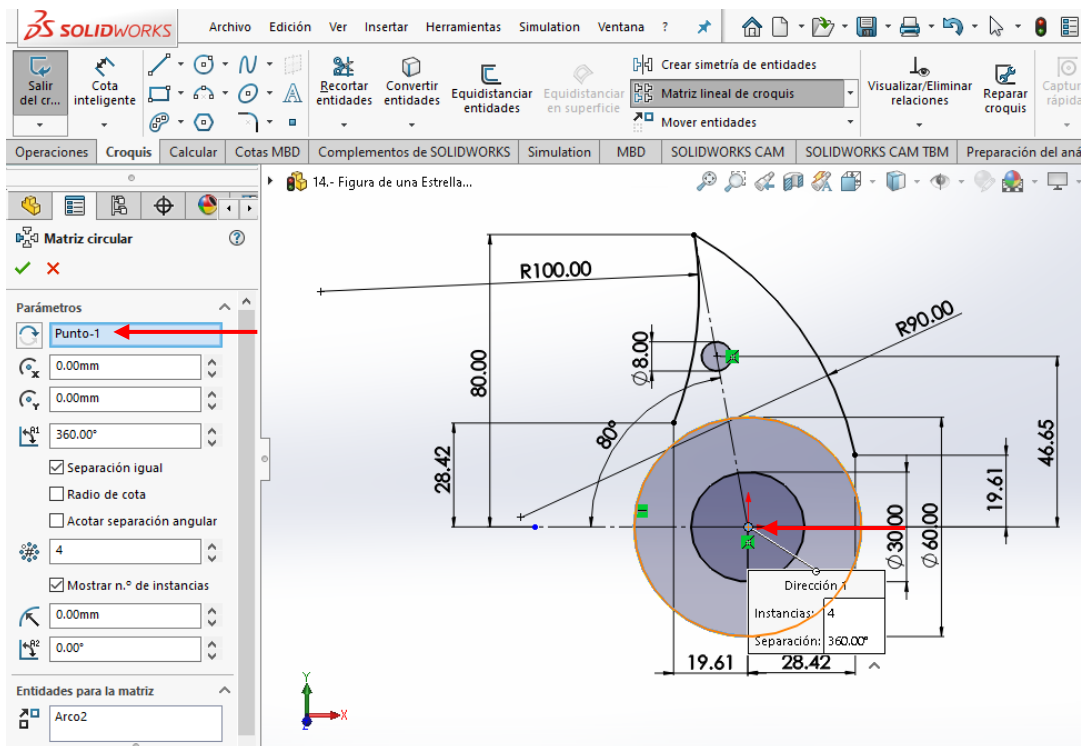 SOLIDWORKS
Archivo Edición Ver Insertar Herramientas Simulation Ventana ?
Salir del cr...
Cota inteligente
Recortar entidades
Convertir entidades
Equidistanciar entidades
Equidistanciar en superficie
Crear simetría de entidades
Matriz lineal de croquis
Mover entidades
Visualizar/Eliminar relaciones
Reparar croquis
Captur rápida
Operaciones Croquis Calcular Cotas MBD Complementos de SOLIDWORKS Simulation MBD SOLIDWORKS CAM SOLIDWORKS CAM TBM Preparación del aná
14.- Figura de una Estrella...
Matriz circular
Parámetros
Punto-1
0.00mm
0.00mm
360.00°
Separación igual
Radio de cota
Acotar separación angular
4
Mostrar n.º de instancias
0.00mm
0.00°
Entidades para la matriz
Arco2
R100.00
R90.00
∅8.00
80.00
80°
28.42
46.65
19.61
∅30.00
∅60.00
Dirección 1
Instancias: 4
Separación: 360.00°
19.61
28.42
Y
X
Z